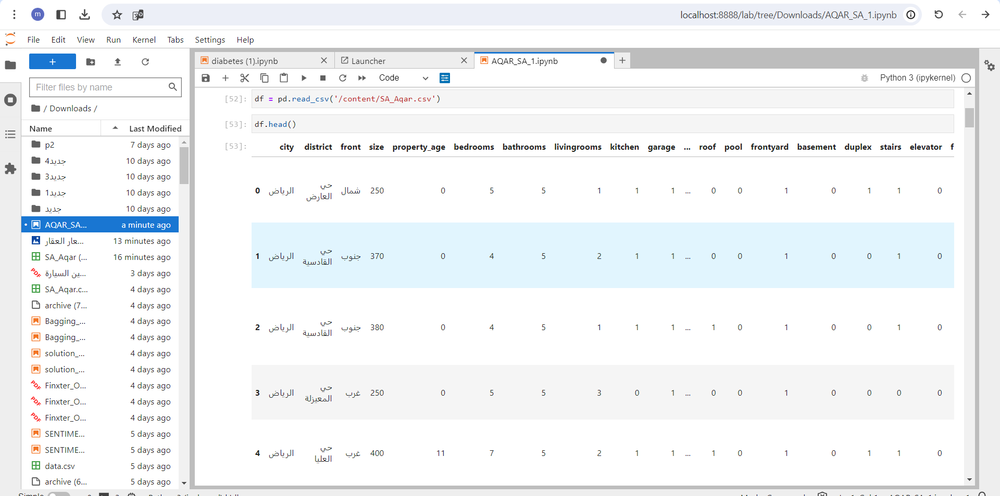 m
localhost:8888/lab/tree/Downloads/AQAR_SA_1.ipynb
File Edit View Run Kernel Tabs Settings Help
diabetes (1).ipynb
Launcher
AQAR_SA_1.ipynb
Code
Python 3 (ipykernel)
Filter files by name
/ Downloads /
Name Last Modified
p2 7 days ago
جديد4 10 days ago
جديد3 10 days ago
جديد1 10 days ago
جديد 10 days ago
AQAR_SA... a minute ago
...عار العقار 13 minutes ago
SA_Aqar (... 16 minutes ago
...ين السيارة 3 days ago
SA_Aqar.c... 4 days ago
archive (7... 4 days ago
Bagging_... 4 days ago
Bagging_... 4 days ago
solution_... 4 days ago
solution_... 4 days ago
Finxter_O... 4 days ago
Finxter_O... 4 days ago
Finxter_O... 4 days ago
SENTIME... 5 days ago
SENTIME... 5 days ago
data.csv 5 days ago
archive (6... 5 days ago
[52]: df = pd.read_csv('/content/SA_Aqar.csv')
[53]: df.head()
[53]: city district front size property_age bedrooms bathrooms livingrooms kitchen garage ... roof pool frontyard basement duplex stairs elevator f
0 الرياض حي العارض شمال 250 0 5 5 1 1 1 ... 0 0 1 0 1 1 0
1 الرياض حي القادسية جنوب 370 0 4 5 2 1 1 ... 0 0 1 0 0 1 0
2 الرياض حي القادسية جنوب 380 0 4 5 1 1 1 ... 1 0 1 0 0 1 0
3 الرياض حي المعيزلة غرب 250 0 5 5 3 0 1 ... 0 0 1 0 0 0 0
4 الرياض حي العليا غرب 400 11 7 5 2 1 1 ... 1 0 1 0 1 1 0